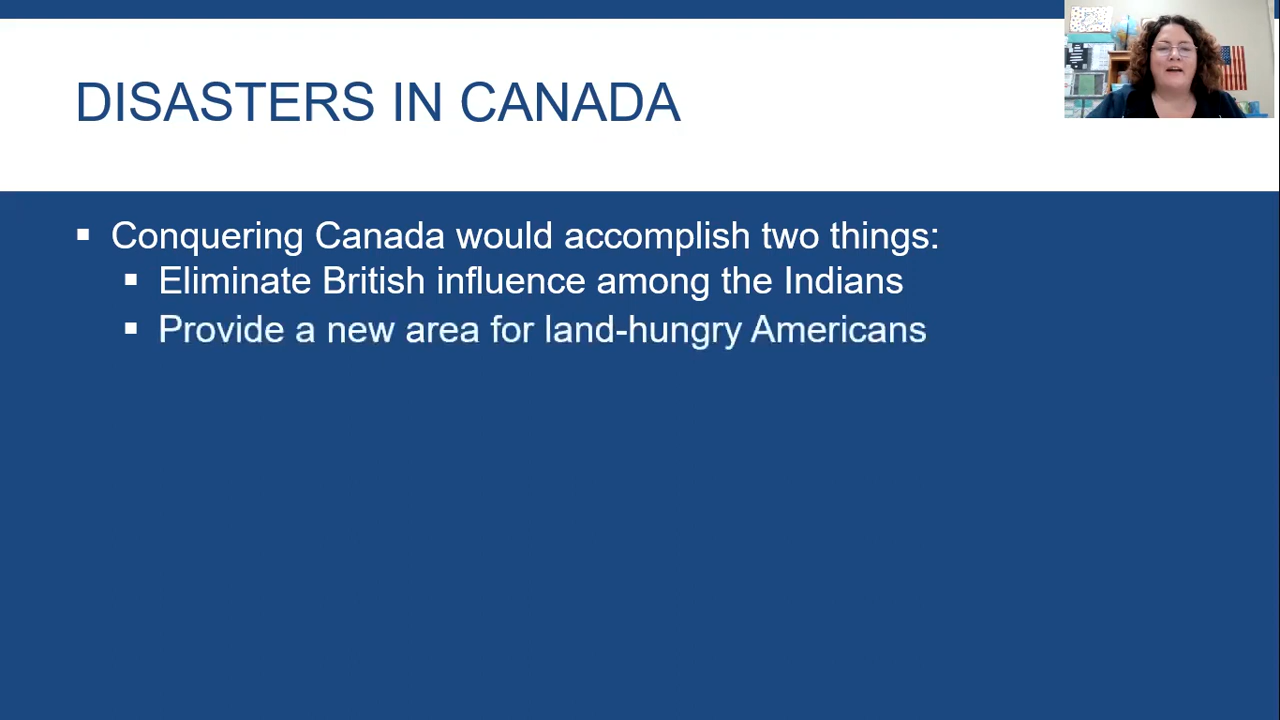 DISASTERS IN CANADA
▪ Conquering Canada would accomplish two things:
▪ Eliminate British influence among the Indians
▪ Provide a new area for land-hungry Americans